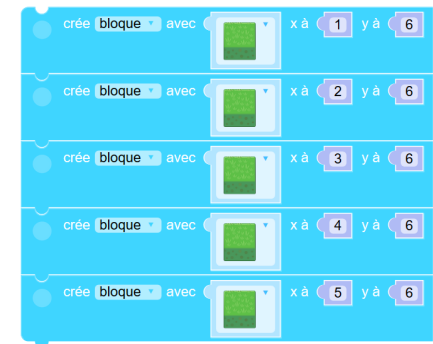 crée bloque avec x à 1 y à 6
crée bloque avec x à 2 y à 6
crée bloque avec x à 3 y à 6
crée bloque avec x à 4 y à 6
crée bloque avec x à 5 y à 6